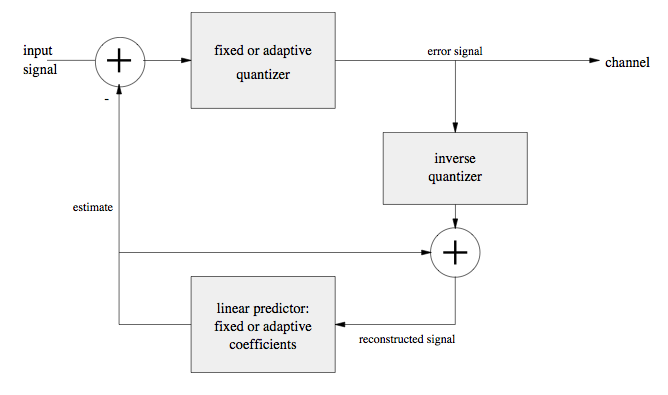 input
signal
+
fixed or adaptive
quantizer
error signal
channel
-
inverse
quantizer
estimate
+
linear predictor:
fixed or adaptive
coefficients
reconstructed signal